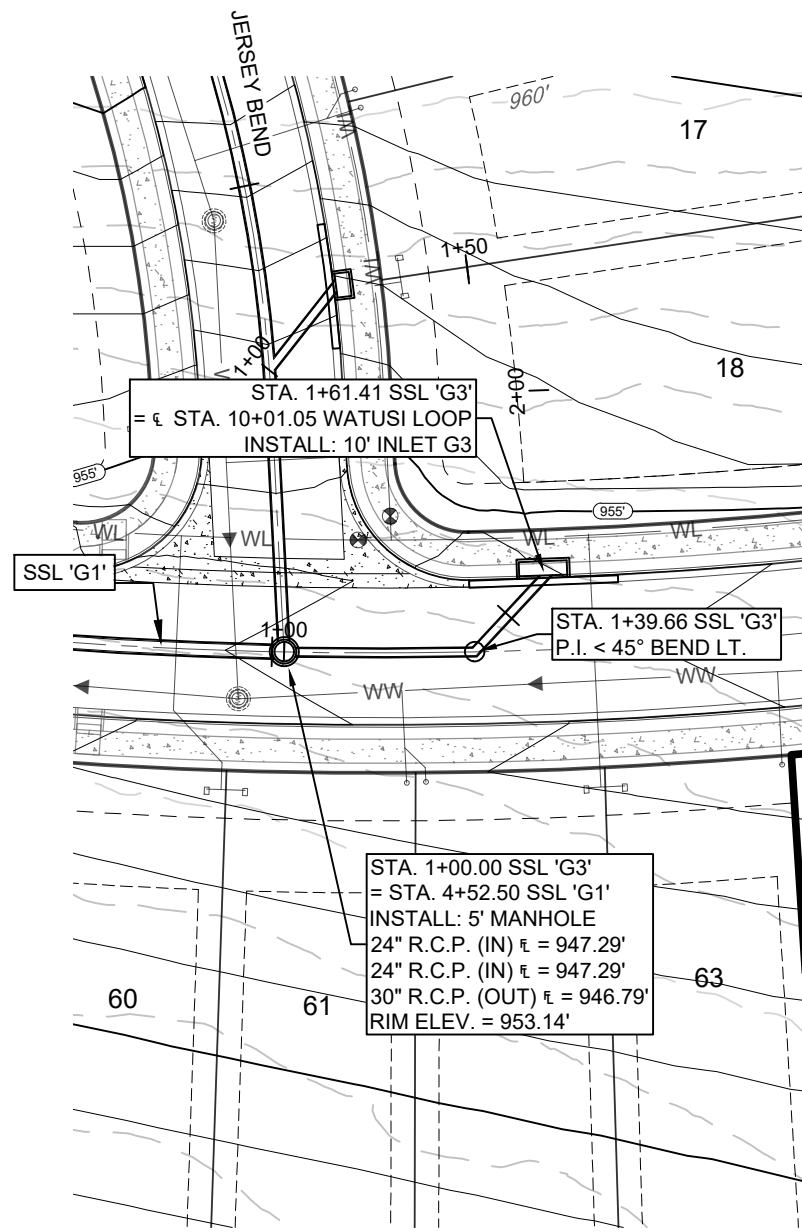 JERSEY BEND
960'
17
WL
1+50
WL
18
2+00
1+00
STA. 1+61.41 SSL 'G3'
= ℄ STA. 10+01.05 WATUSI LOOP
INSTALL: 10' INLET G3
955'
955'
WL
WL
WL
WL
SSL 'G1'
1+00
STA. 1+39.66 SSL 'G3'
P.I. < 45° BEND LT.
WW
WW
STA. 1+00.00 SSL 'G3'
= STA. 4+52.50 SSL 'G1'
INSTALL: 5' MANHOLE
24" R.C.P. (IN) = 947.29'
24" R.C.P. (IN) = 947.29'
30" R.C.P. (OUT) = 946.79'
RIM ELEV. = 953.14'
60
61
63